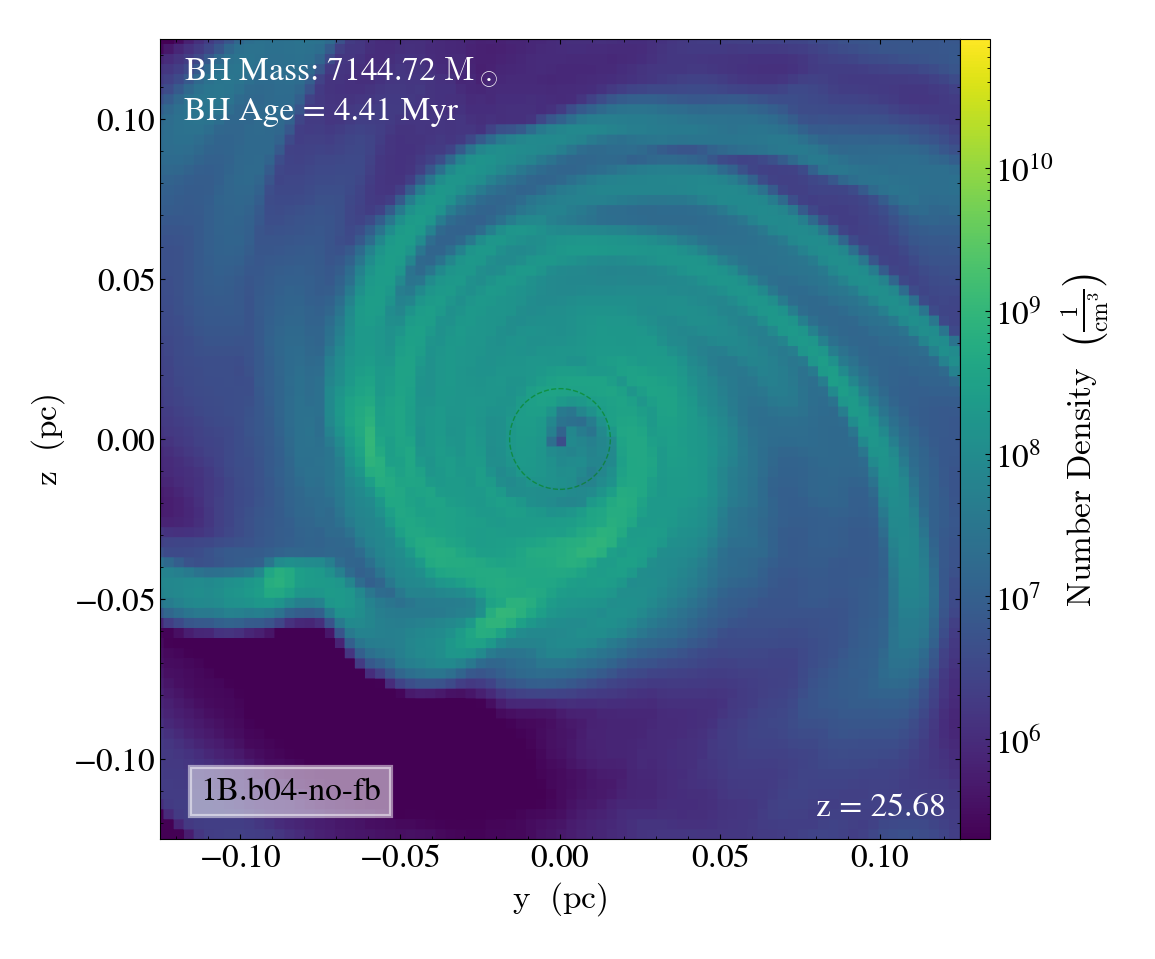 BH Mass: 7144.72 M⊙
BH Age = 4.41 Myr
0.10
0.05
0.00
−0.05
−0.10
z (pc)
1B.b04-no-fb
z = 25.68
−0.10 −0.05 0.00 0.05 0.10
y (pc)
10¹⁰
10⁹
10⁸
10⁷
10⁶
Number Density (1/cm³)